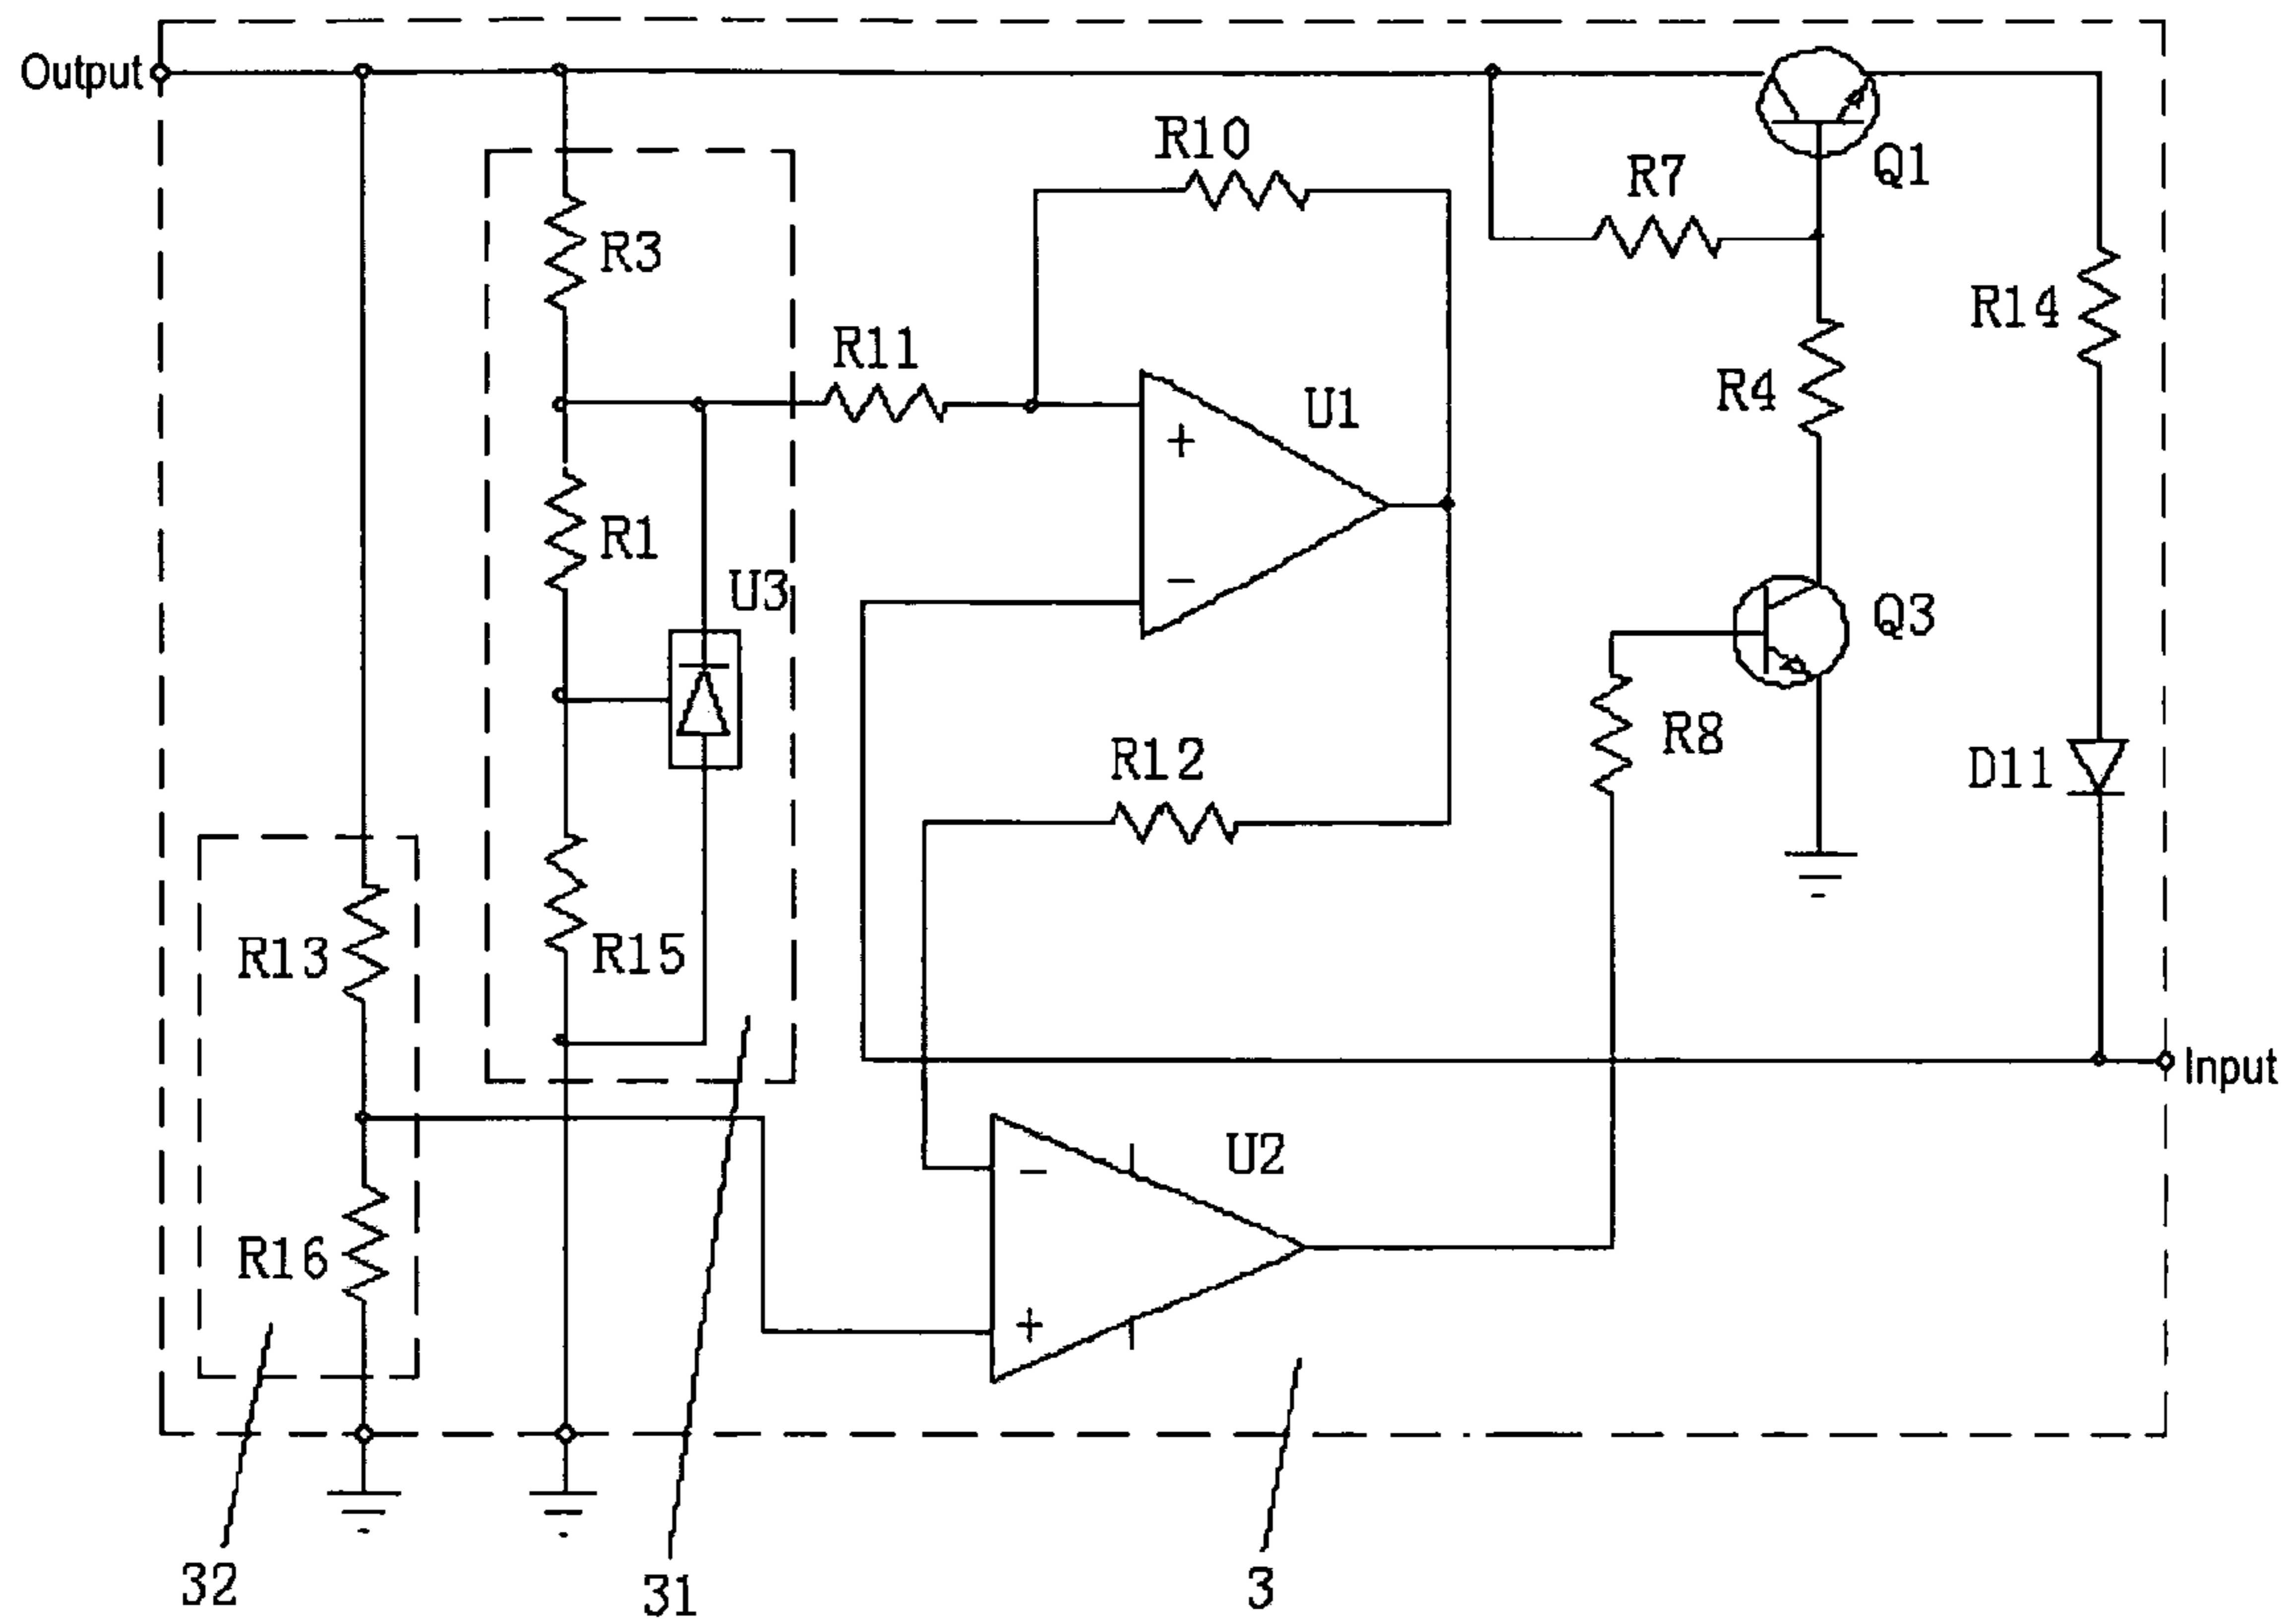 Output
R10
Q1
R7
R3
R14
R11
U1
R4
R1
U3
Q3
R8
R12
D11
R13
R15
Input
U2
R16
32
31
3